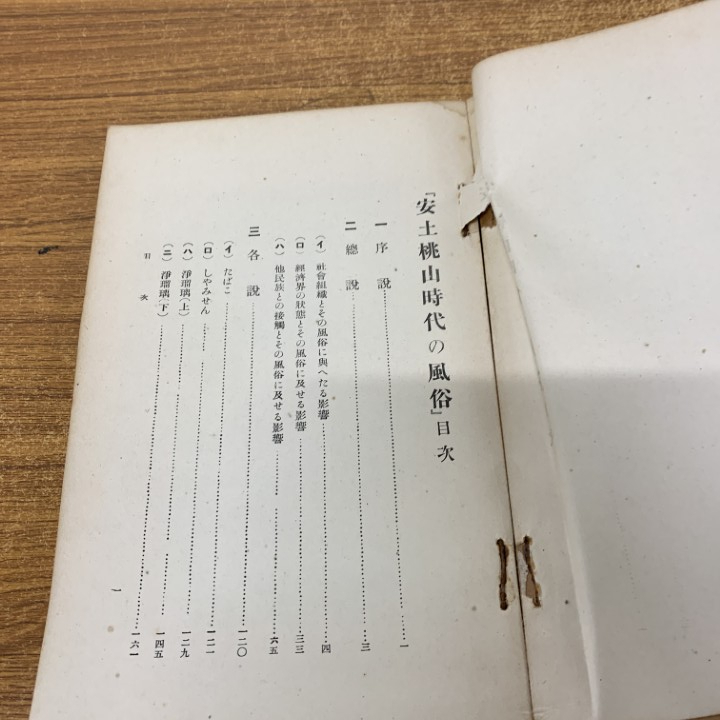 「安土桃山時代の風俗」目次
一 序說……一
二 總說……三
（イ）社會組織とその風俗に與へたる影響……四
（ロ）經濟界の狀態とその風俗に及せる影響……三三
（ハ）他民族との接觸とその風俗に及せる影響……六五
三 各說……一二〇
（イ）たばこ……一二一
（ロ）しやみせん……一二九
（ハ）淨瑠璃（上）……一四五
（ニ）淨瑠璃（下）……一六一
目次
一